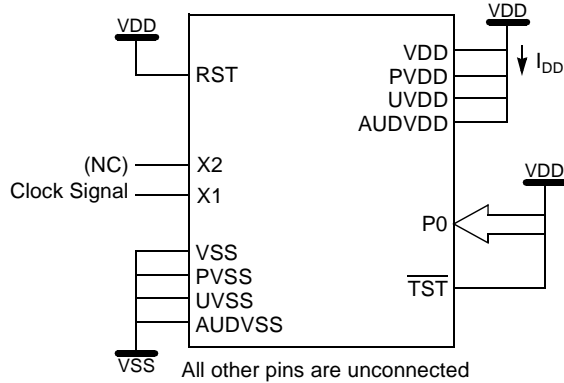 VDD
RST
(NC)
X2
Clock Signal
X1
VSS
PVSS
UVSS
AUDVSS
VSS
VDD
VDD
PVDD
UVDD
AUDVDD
IDD
VDD
P0
TST
All other pins are unconnected